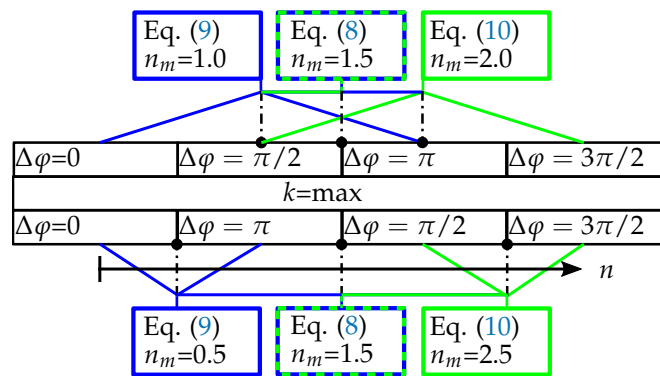 Eq. (9)
n_m=1.0
Eq. (8)
n_m=1.5
Eq. (10)
n_m=2.0
Δφ=0
Δφ = π/2
Δφ = π
Δφ = 3π/2
k=max
Δφ=0
Δφ = π
Δφ = π/2
Δφ = 3π/2
n
Eq. (9)
n_m=0.5
Eq. (8)
n_m=1.5
Eq. (10)
n_m=2.5